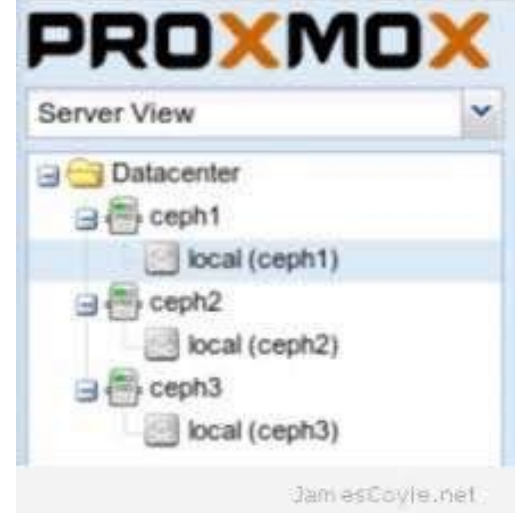 PROXMOX
Server View
Datacenter
ceph1
local (ceph1)
ceph2
local (ceph2)
ceph3
local (ceph3)
JamesCoyle.net